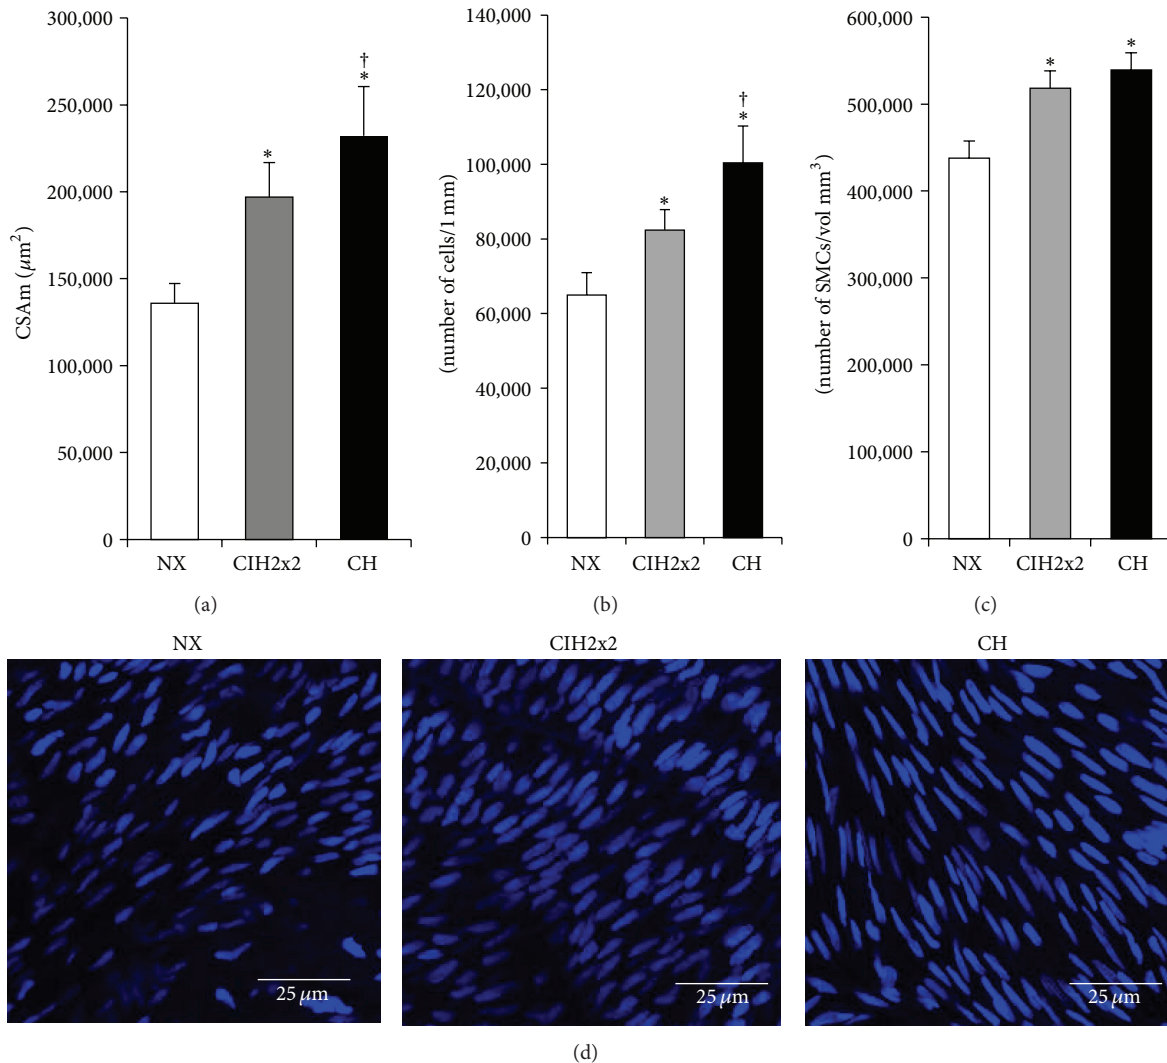 300,000
250,000
200,000
150,000
100,000
50,000
0
CSAm (μm²)
*
†
*
NX CIH2x2 CH
(a)
140,000
120,000
100,000
80,000
60,000
40,000
20,000
0
(number of cells/1 mm)
*
†
*
NX CIH2x2 CH
(b)
600,000
500,000
400,000
300,000
200,000
100,000
0
(number of SMCs/vol mm³)
*
*
NX CIH2x2 CH
(c)
NX
25 μm
CIH2x2
25 μm
CH
25 μm
(d)